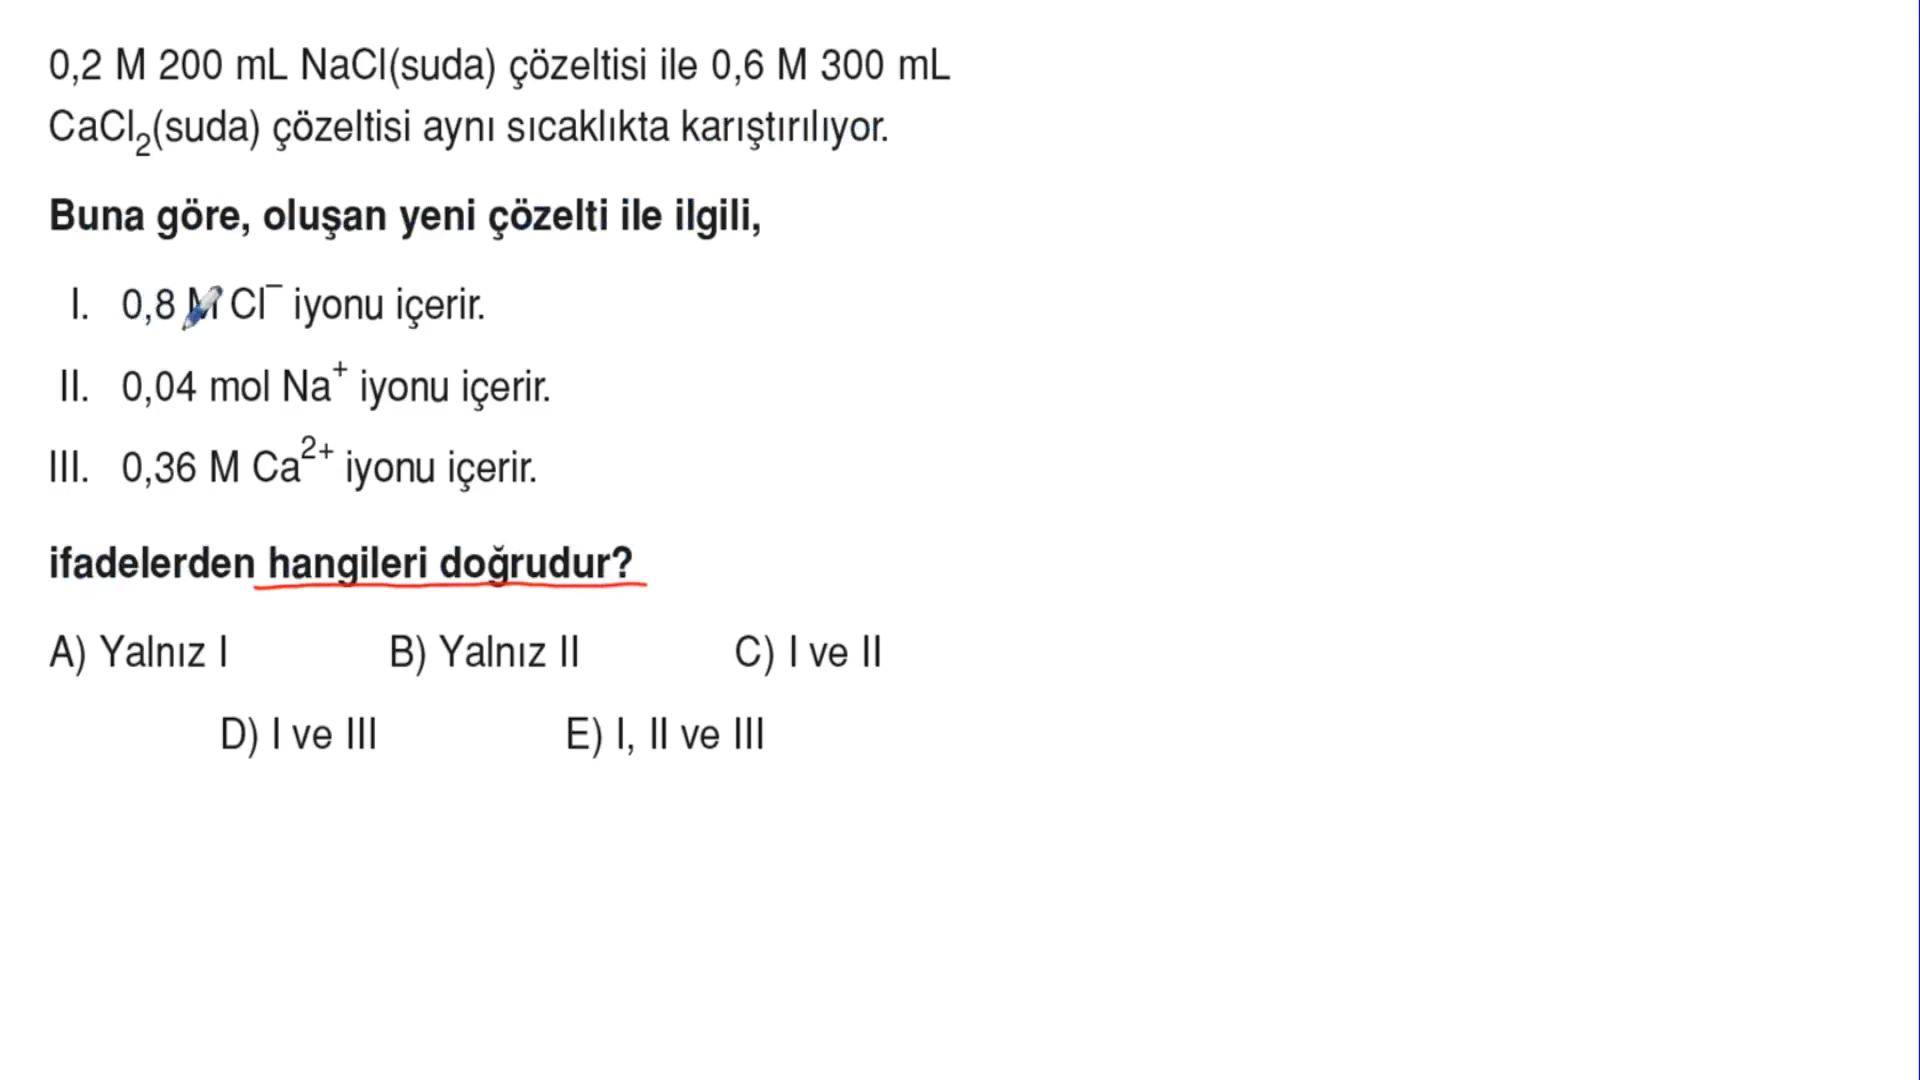 0,2 M 200 mL NaCl(suda) çözeltisi ile 0,6 M 300 mL
CaCl₂(suda) çözeltisi aynı sıcaklıkta karıştırılıyor.
Buna göre, oluşan yeni çözelti ile ilgili,
I. 0,8 M Cl⁻ iyonu içerir.
II. 0,04 mol Na⁺ iyonu içerir.
III. 0,36 M Ca²⁺ iyonu içerir.
ifadelerden hangileri doğrudur?
A) Yalnız I B) Yalnız II C) I ve II
D) I ve III E) I, II ve III